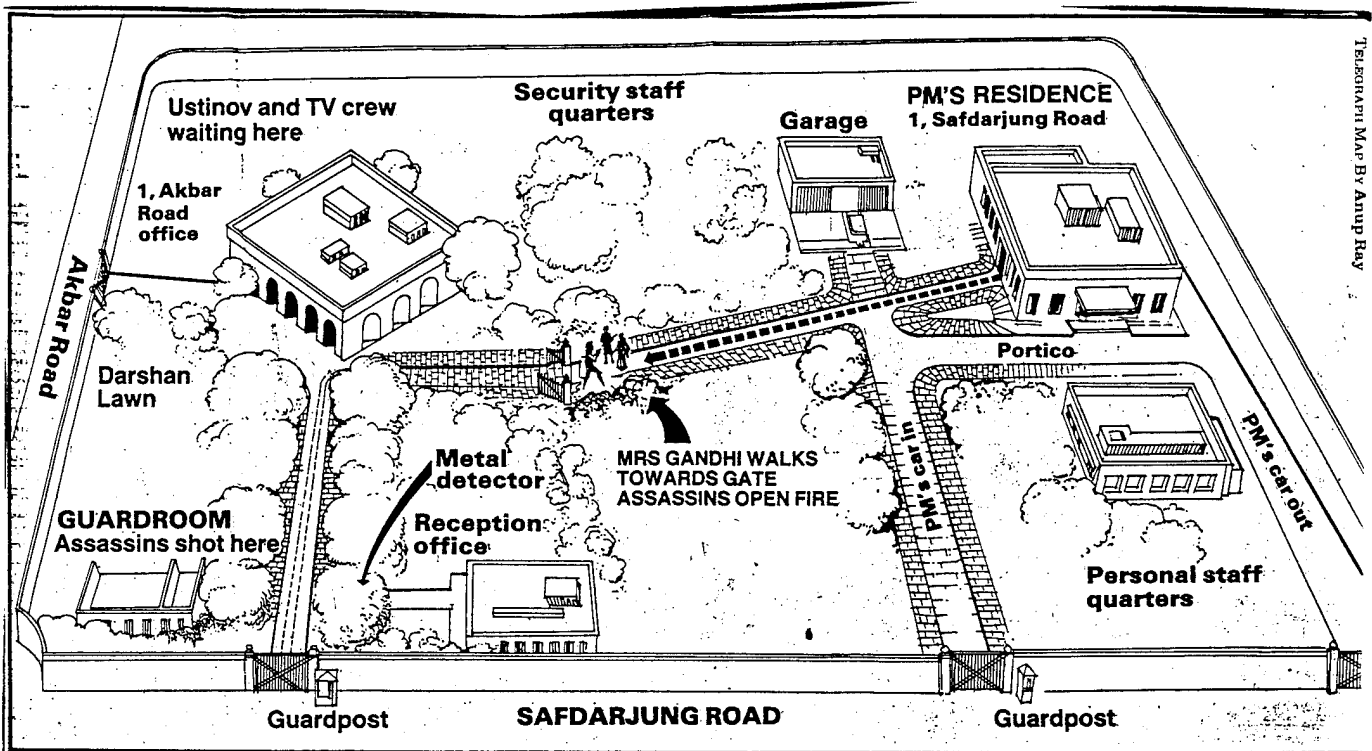 TELEGRAPH MAP BY ANUP RAY
Ustinov and TV crew
waiting here
Security staff
quarters
Garage
PM'S RESIDENCE
1, Safdarjung Road
1, Akbar
Road
office
Akbar Road
Darshan
Lawn
Portico
Metal
detector
MRS GANDHI WALKS
TOWARDS GATE
ASSASSINS OPEN FIRE
PM's car in
PM's car out
GUARDROOM
Assassins shot here
Reception
office
Personal staff
quarters
Guardpost
SAFDARJUNG ROAD
Guardpost